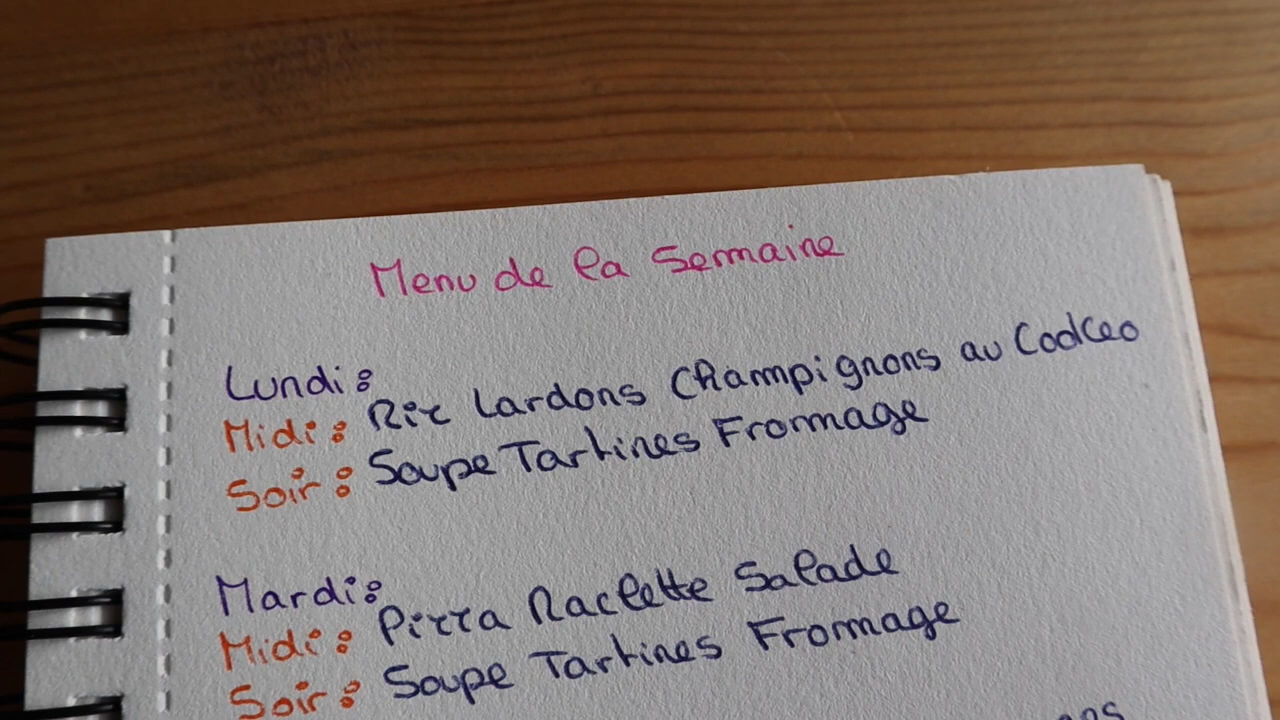 Menu de la Semaine
Lundi:
Midi: Riz Lardons Champignons au Cookeo
Soir: Soupe Tartines Fromage
Mardi:
Midi: Pizza Raclette Salade
Soir: Soupe Tartines Fromage